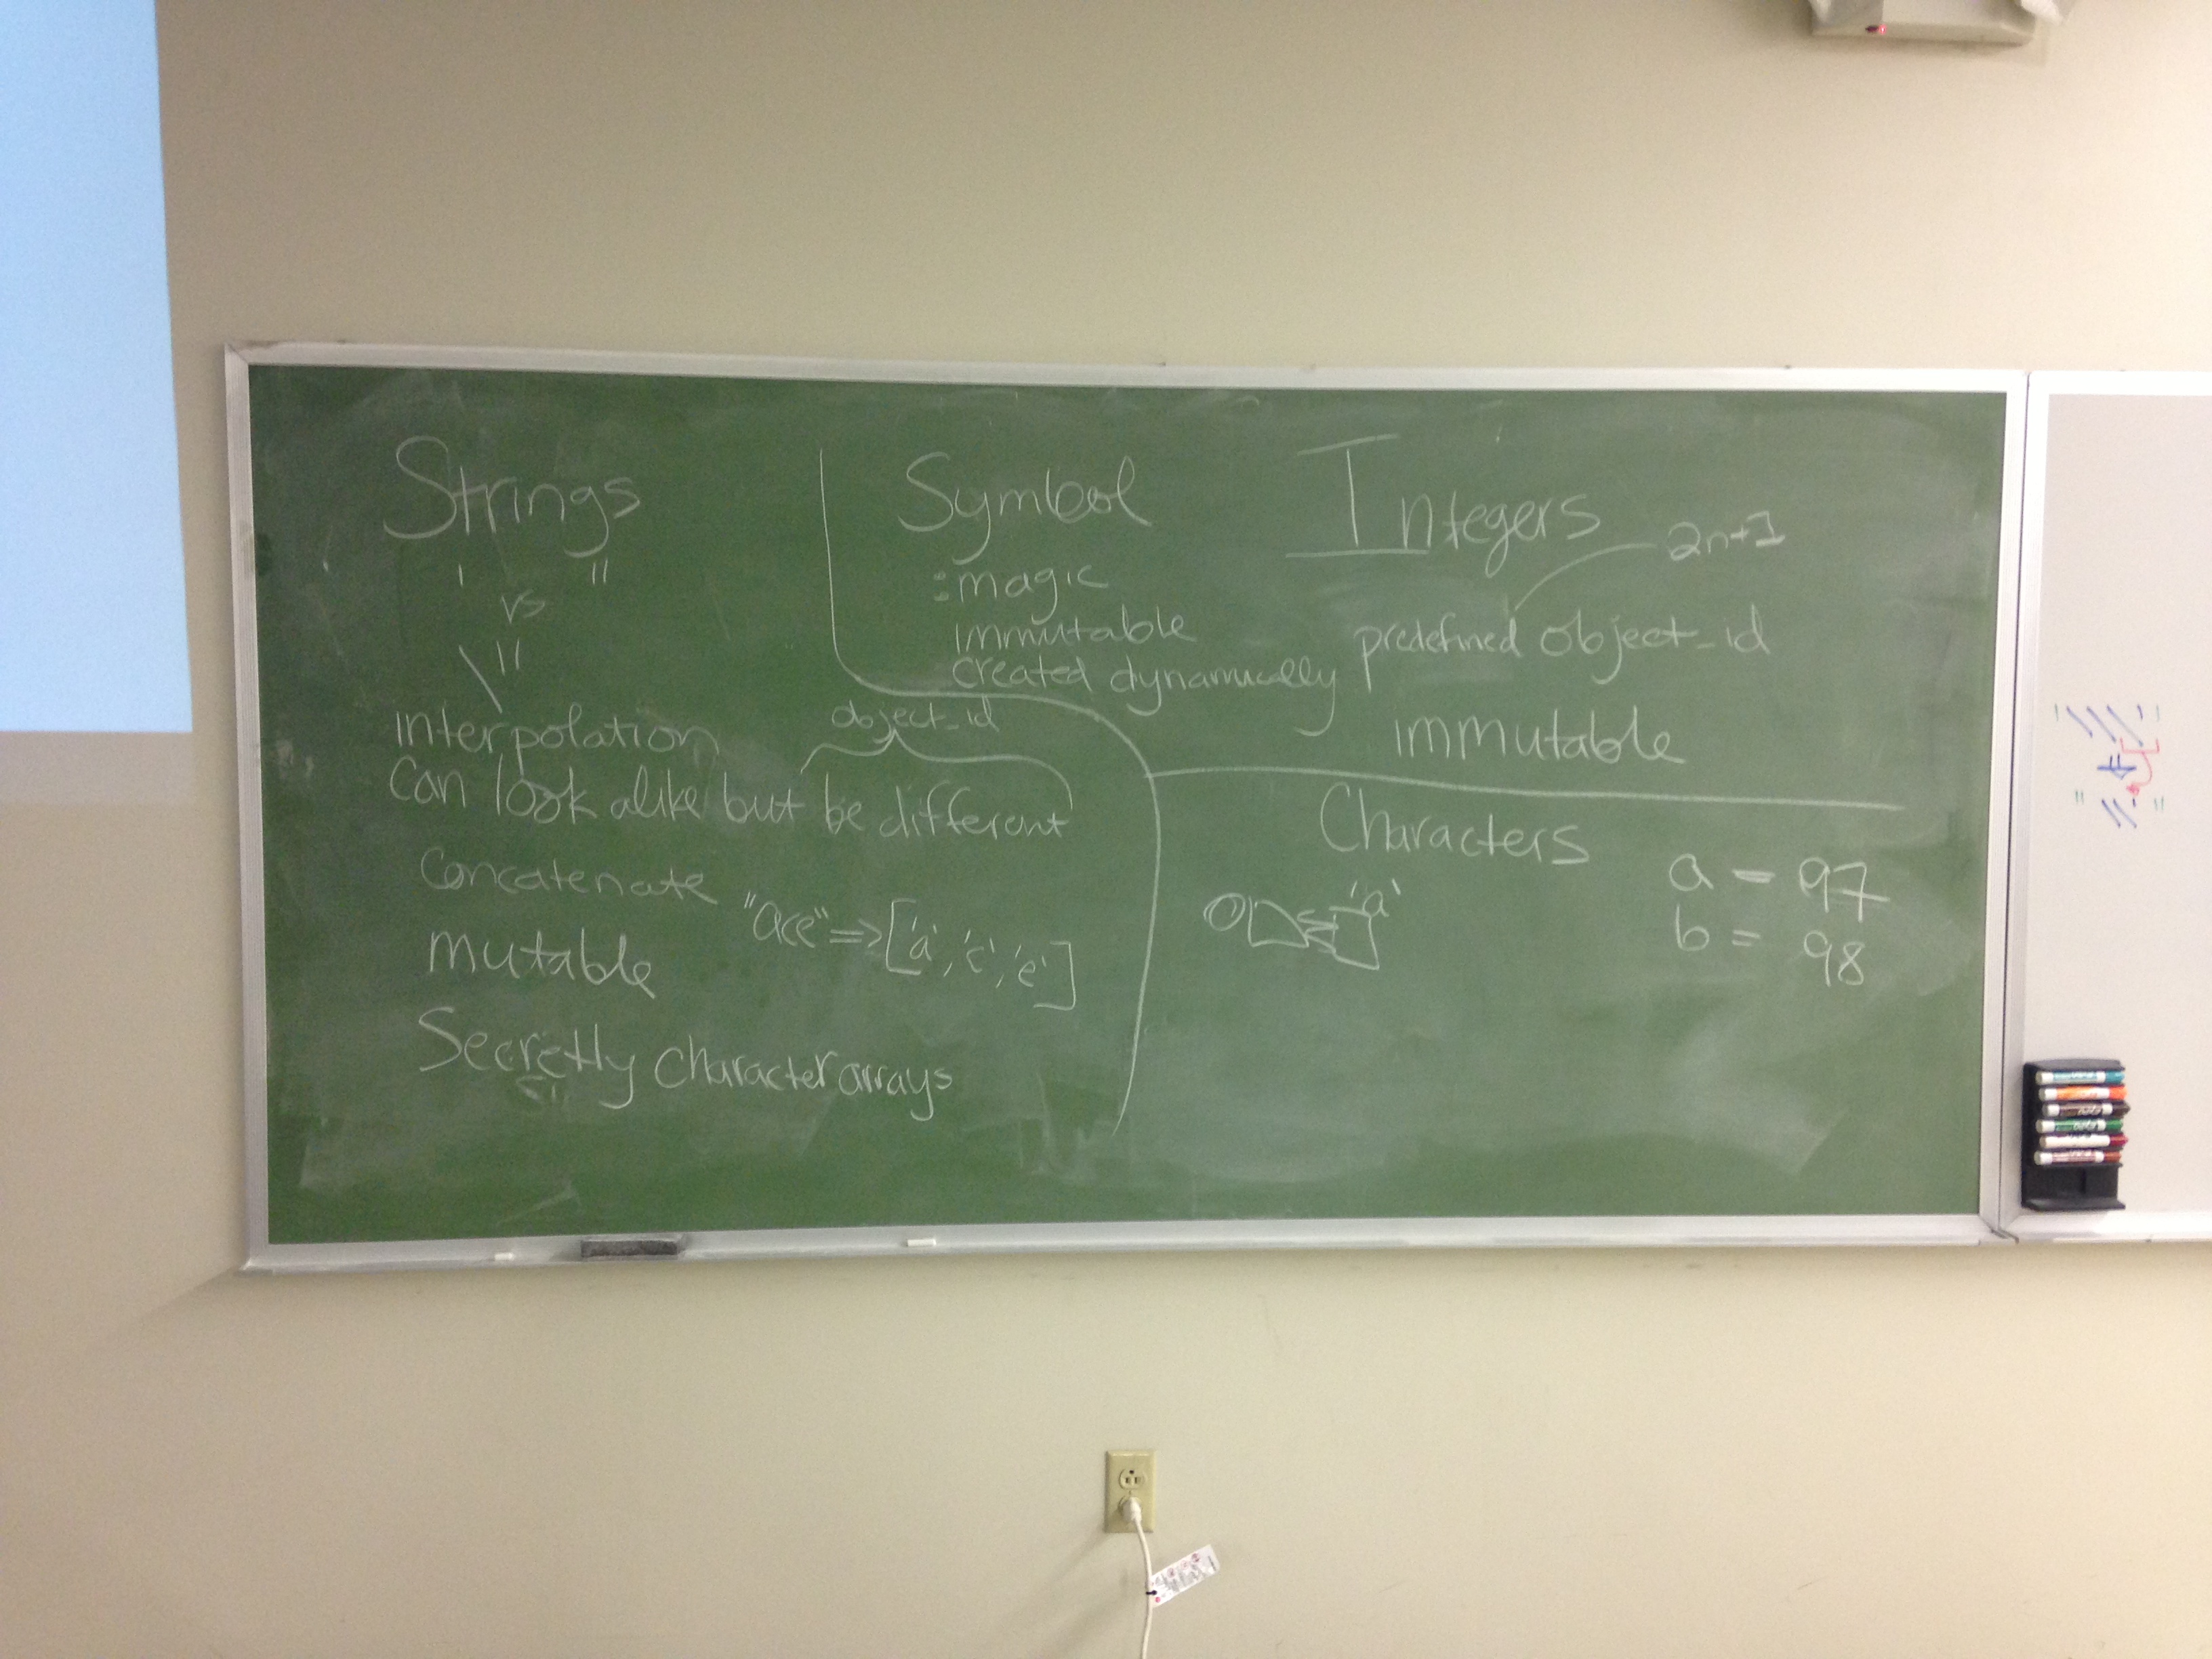 Strings
' vs "
"
interpolation
object_id
can look alike but be different
concatenate
"ace" => ['a', 'c', 'e']
mutable
Secretly character arrays
Symbol
:magic
immutable
created dynamically
Integers
2n+1
predefined object_id
immutable
Characters
'a'
a = 97
b = 98